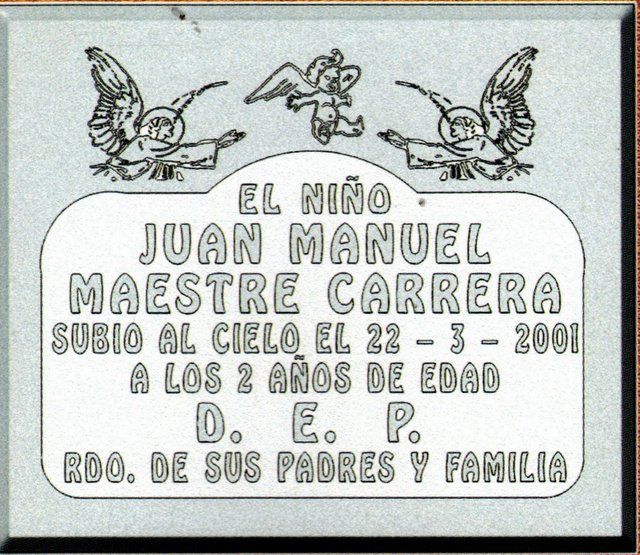 EL NIÑO
JUAN MANUEL
MAESTRE CARRERA
SUBIO AL CIELO EL 22 - 3 - 2001
A LOS 2 AÑOS DE EDAD
D. E. P.
RDO. DE SUS PADRES Y FAMILIA